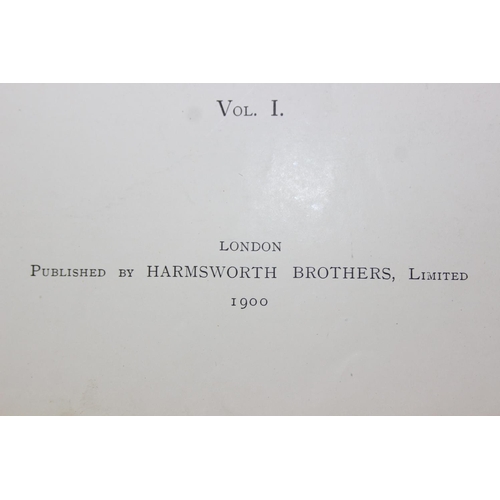 Vol. I.
LONDON
Published by HARMSWORTH BROTHERS, Limited
1900